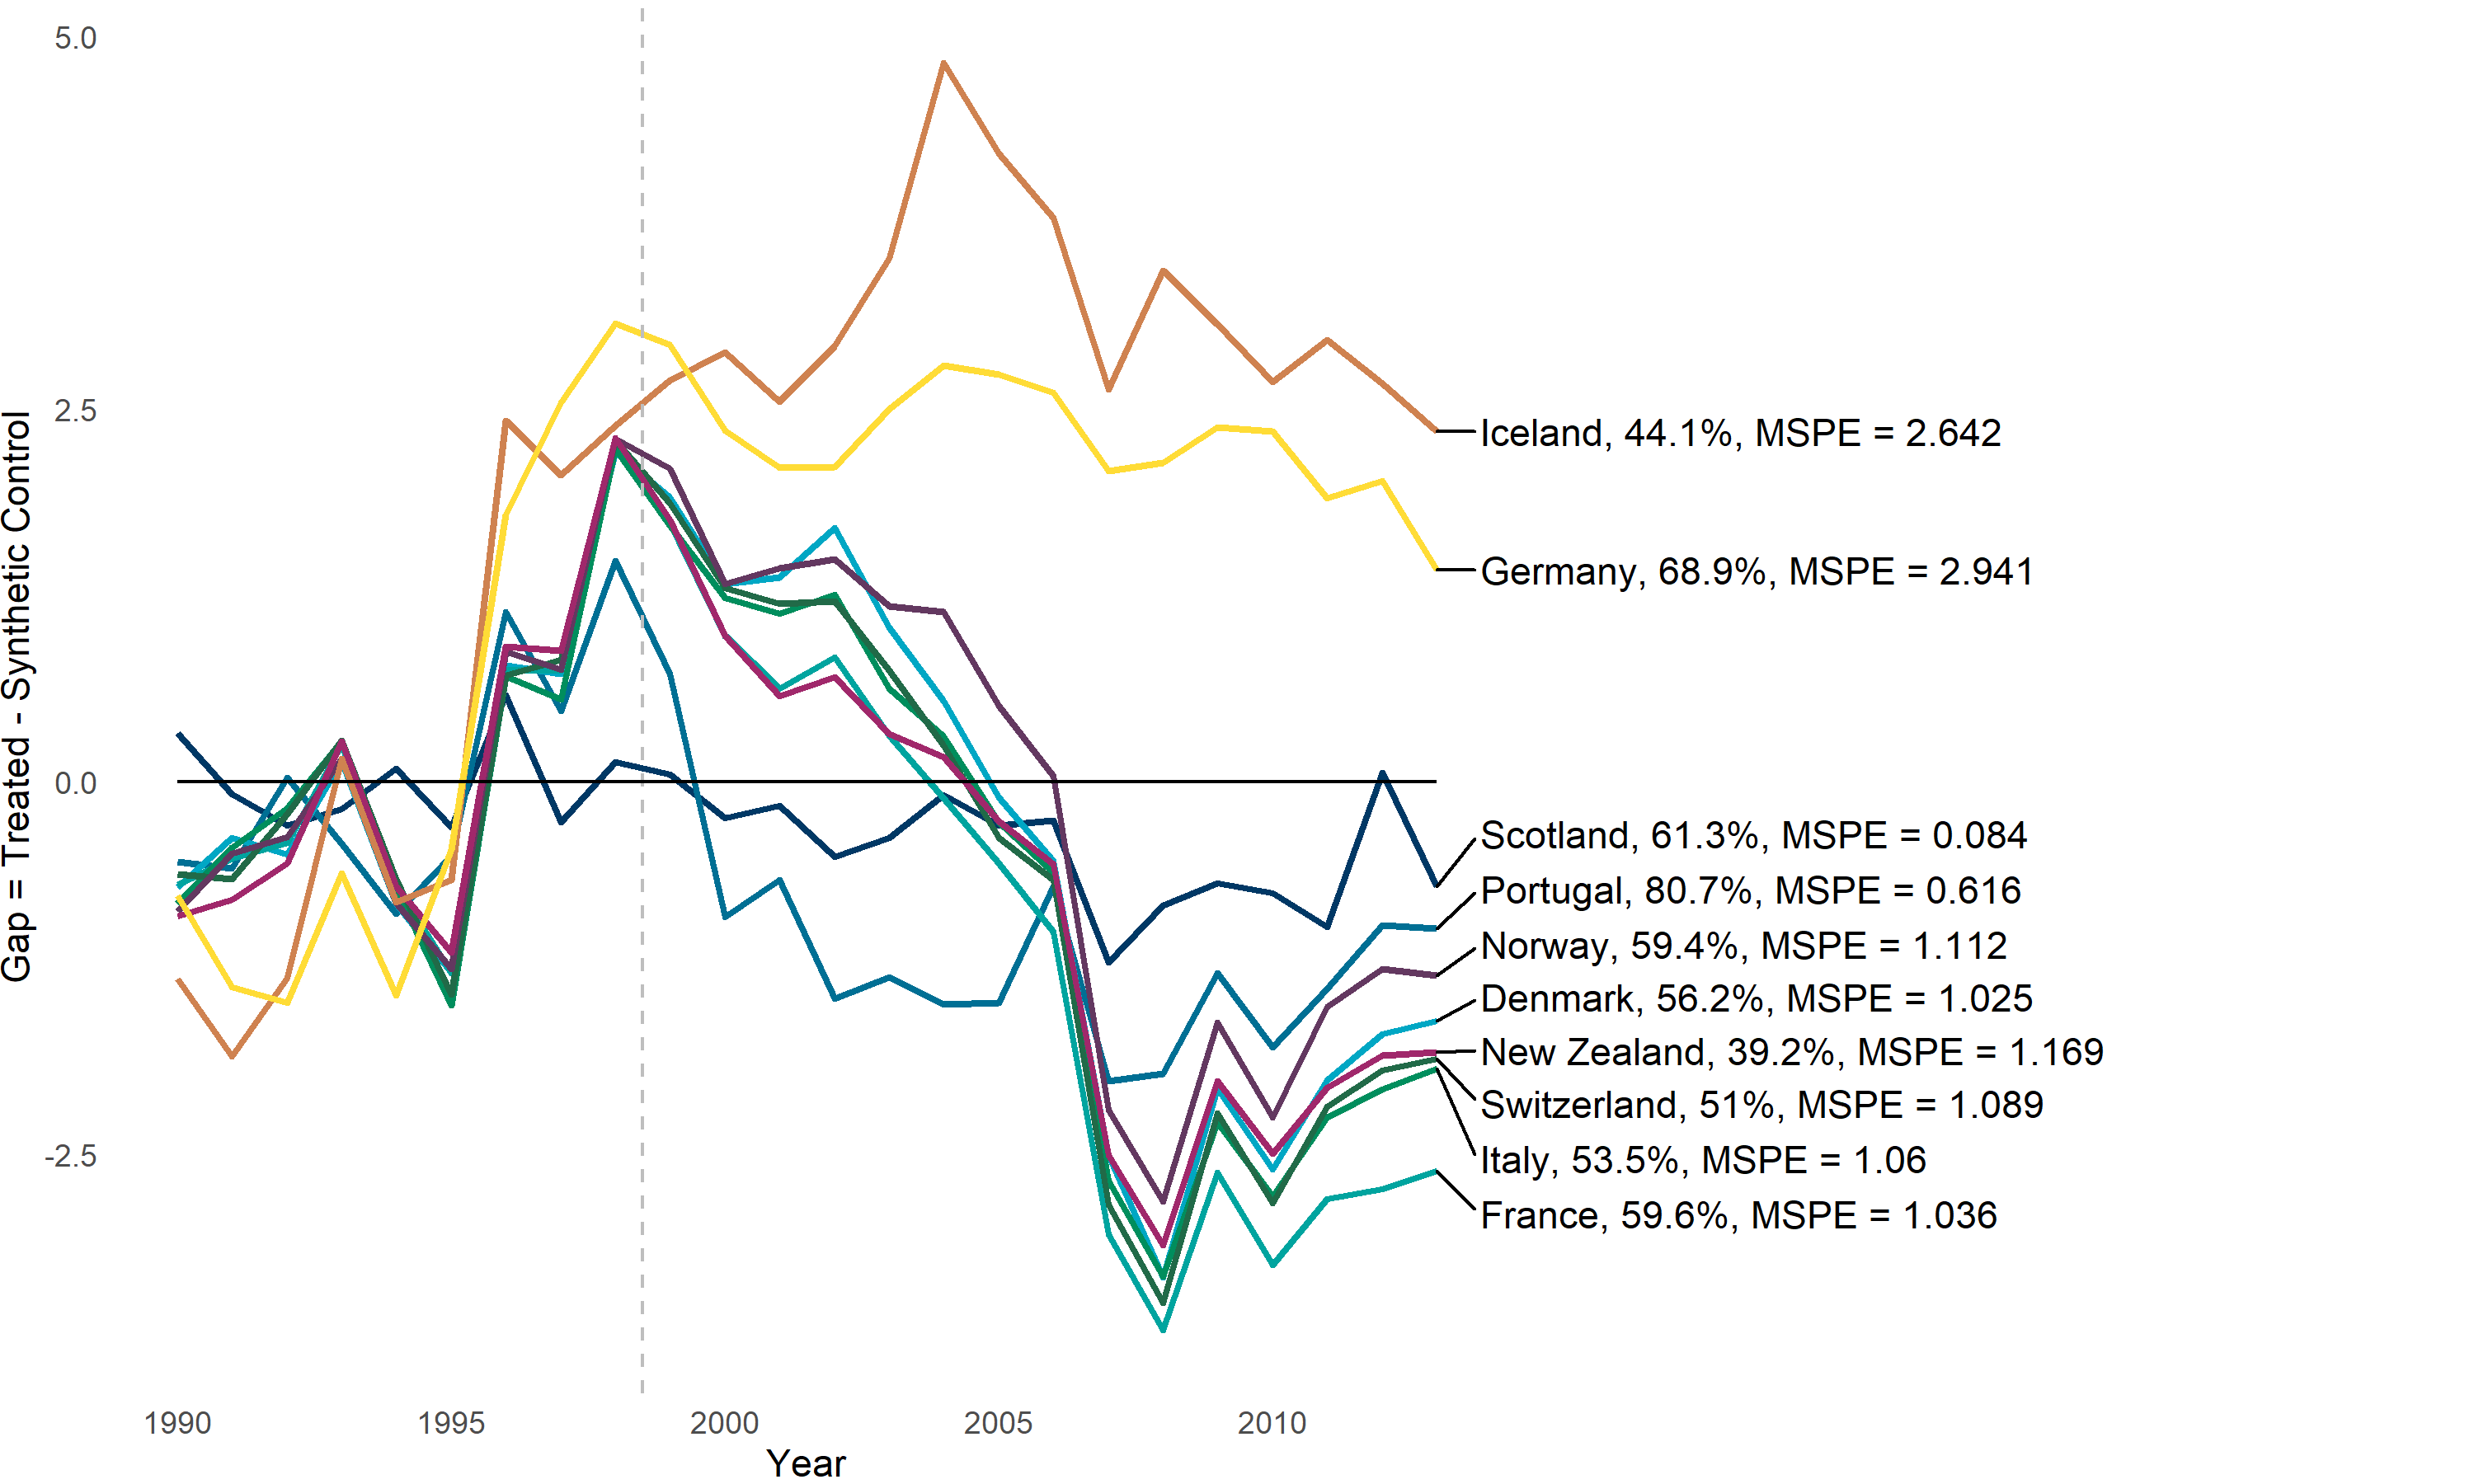 5.0
2.5
0.0
-2.5
Gap = Treated - Synthetic Control
1990
1995
2000
2005
2010
Year
Iceland, 44.1%, MSPE = 2.642
Germany, 68.9%, MSPE = 2.941
Scotland, 61.3%, MSPE = 0.084
Portugal, 80.7%, MSPE = 0.616
Norway, 59.4%, MSPE = 1.112
Denmark, 56.2%, MSPE = 1.025
New Zealand, 39.2%, MSPE = 1.169
Switzerland, 51%, MSPE = 1.089
Italy, 53.5%, MSPE = 1.06
France, 59.6%, MSPE = 1.036